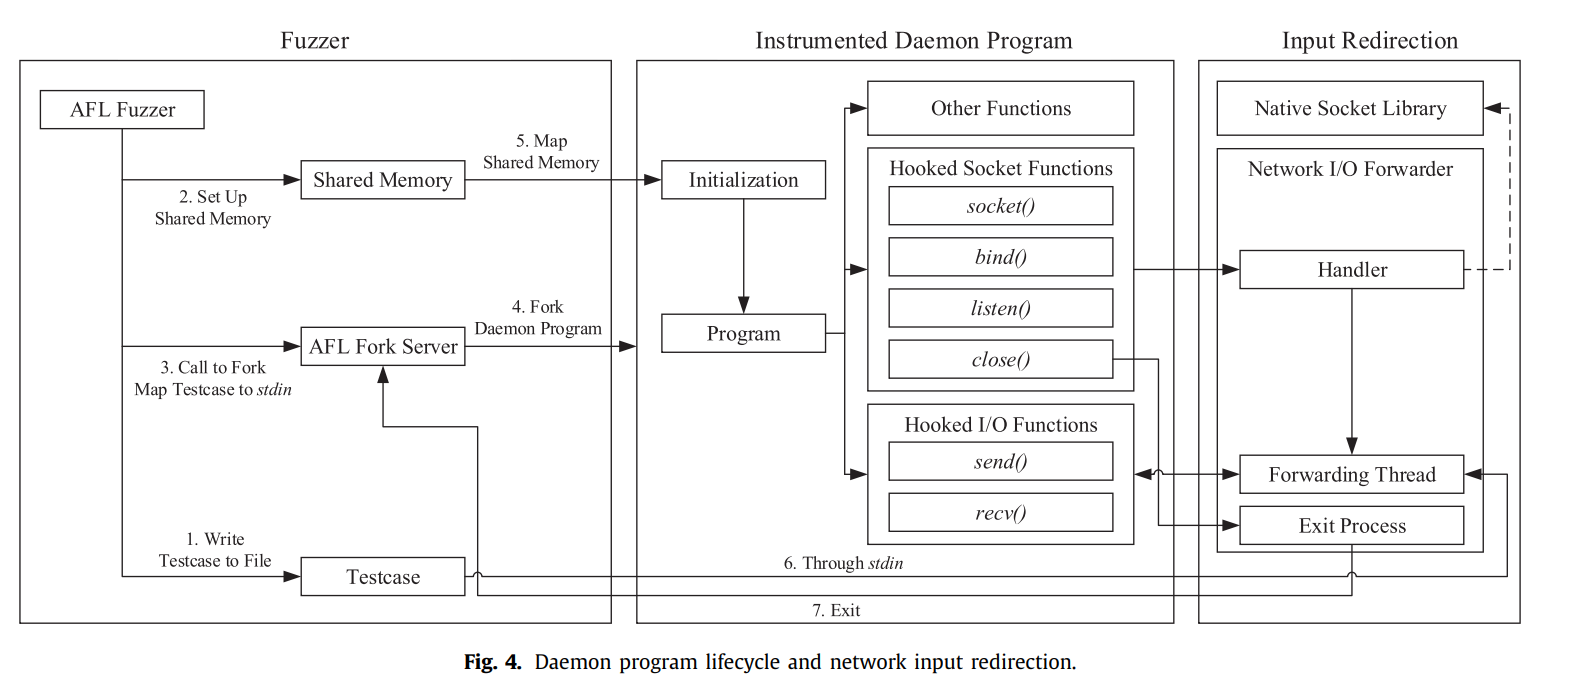 Fuzzer
Instrumented Daemon Program
Input Redirection
AFL Fuzzer
2. Set Up
Shared Memory
Shared Memory
5. Map
Shared Memory
3. Call to Fork
Map Testcase to stdin
AFL Fork Server
4. Fork
Daemon Program
1. Write
Testcase to File
Testcase
Initialization
Program
Other Functions
Hooked Socket Functions
socket()
bind()
listen()
close()
Hooked I/O Functions
send()
recv()
Native Socket Library
Network I/O Forwarder
Handler
Forwarding Thread
Exit Process
6. Through stdin
7. Exit
Fig. 4. Daemon program lifecycle and network input redirection.